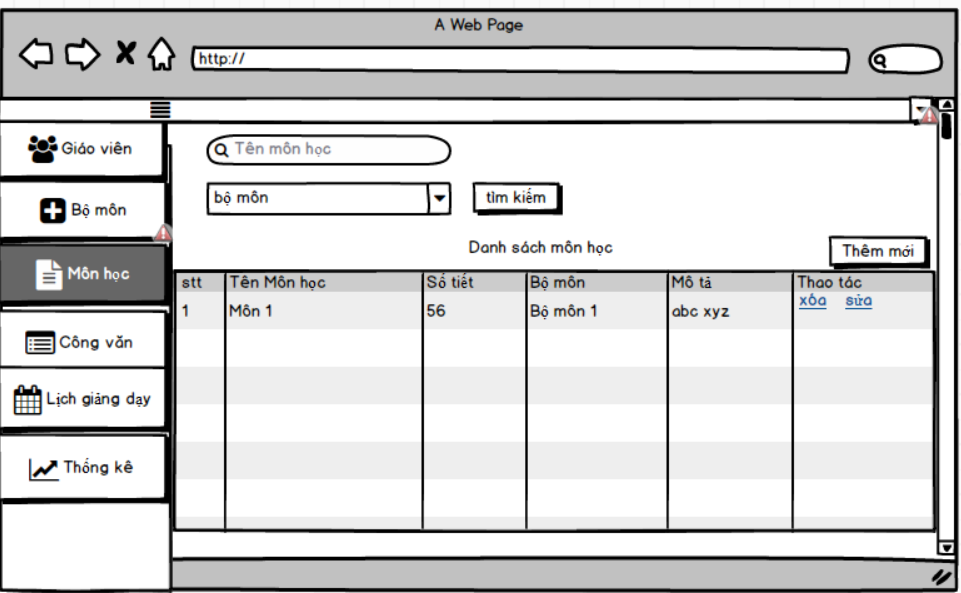 A Web Page
http://
Giáo viên
Bộ môn
Môn học
Công văn
Lịch giảng dạy
Thống kê
Tên môn học
bộ môn
tìm kiếm
Danh sách môn học
Thêm mới
stt Tên Môn học Số tiết Bộ môn Mô tả Thao tác
1 Môn 1 56 Bộ môn 1 abc xyz xóa sửa